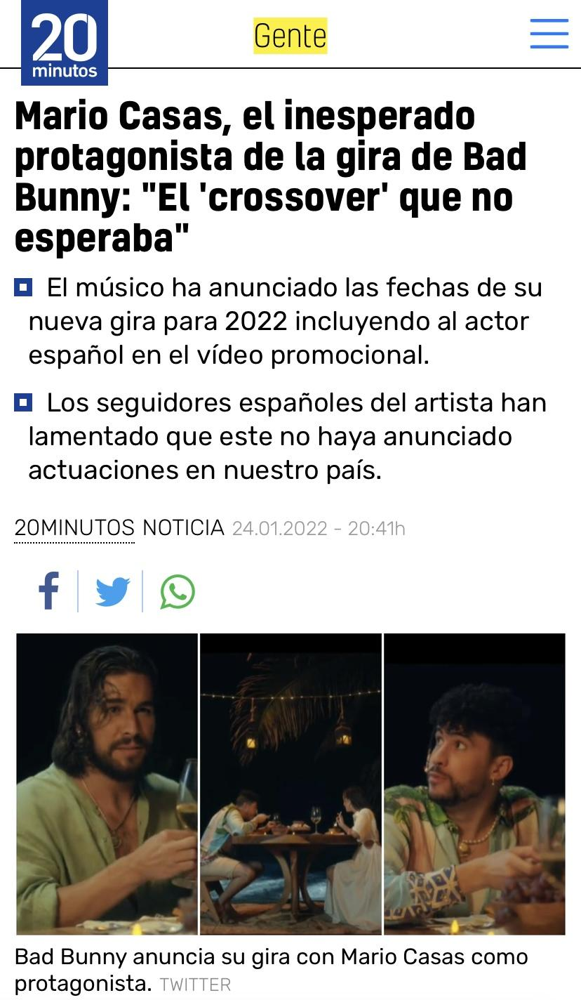 20
minutos
Gente
Mario Casas, el inesperado
protagonista de la gira de Bad
Bunny: "El 'crossover' que no
esperaba"
El músico ha anunciado las fechas de su
nueva gira para 2022 incluyendo al actor
español en el vídeo promocional.
Los seguidores españoles del artista han
lamentado que este no haya anunciado
actuaciones en nuestro país.
20MINUTOS NOTICIA 24.01.2022 - 20:41h
Bad Bunny anuncia su gira con Mario Casas como
protagonista. TWITTER